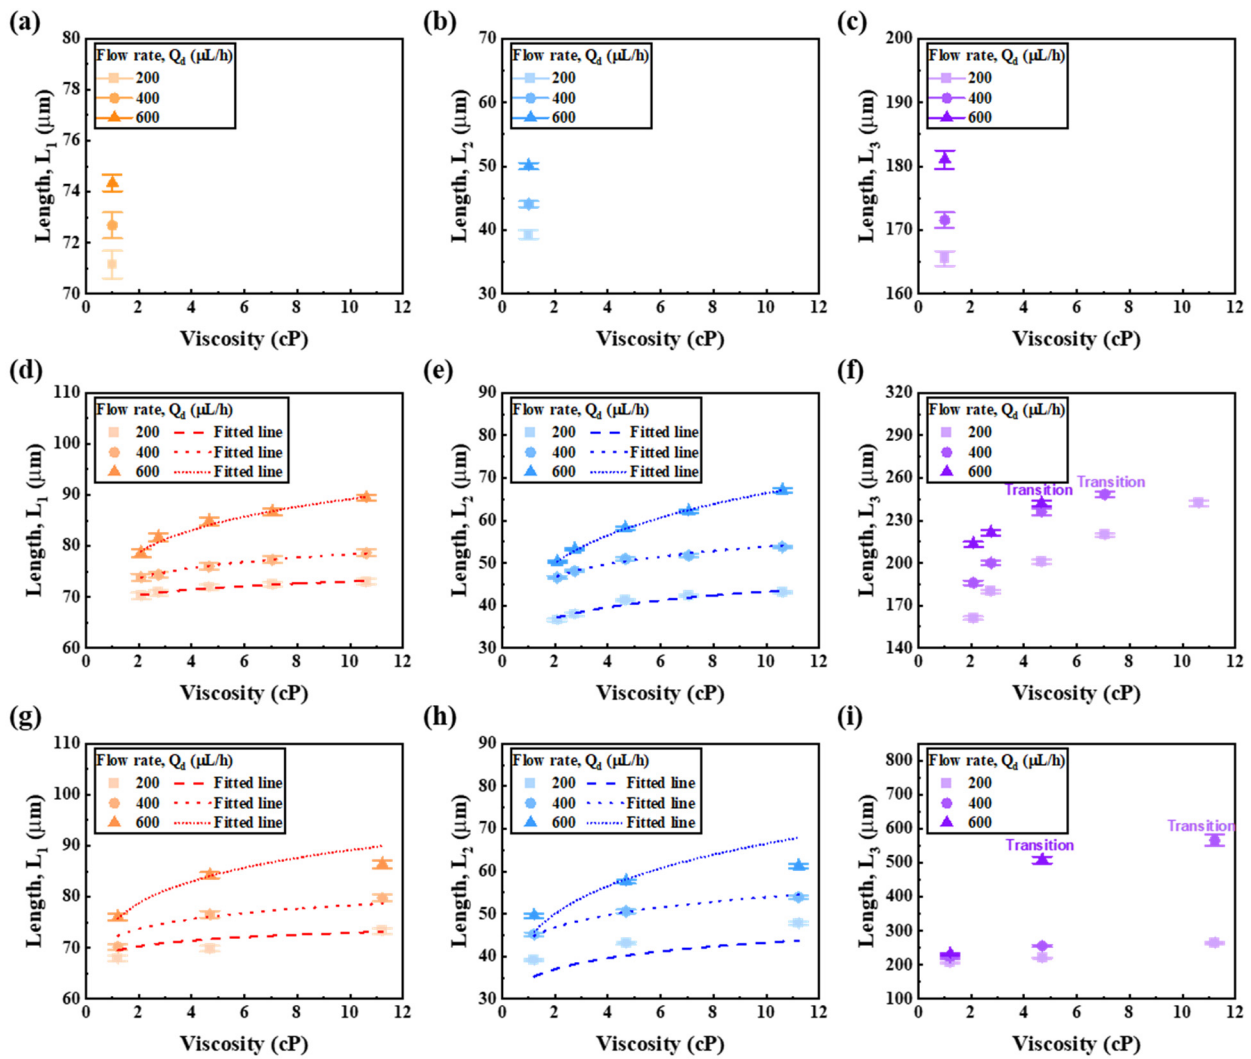 (a)
80
78
76
74
72
70
Length, L1 (μm)
Flow rate, Qd (μL/h)
200
400
600
0 2 4 6 8 10 12
Viscosity (cP)
(b)
70
60
50
40
30
Length, L2 (μm)
Flow rate, Qd (μL/h)
200
400
600
0 2 4 6 8 10 12
Viscosity (cP)
(c)
200
190
180
170
160
Length, L3 (μm)
Flow rate, Qd (μL/h)
200
400
600
0 2 4 6 8 10 12
Viscosity (cP)
(d)
110
100
90
80
70
60
Length, L1 (μm)
Flow rate, Qd (μL/h)
200 Fitted line
400 Fitted line
600 Fitted line
0 2 4 6 8 10 12
Viscosity (cP)
(e)
90
80
70
60
50
40
30
Length, L2 (μm)
Flow rate, Qd (μL/h)
200 Fitted line
400 Fitted line
600 Fitted line
0 2 4 6 8 10 12
Viscosity (cP)
(f)
320
290
260
230
200
170
140
Length, L3 (μm)
Flow rate, Qd (μL/h)
200
400
600
Transition
Transition
0 2 4 6 8 10 12
Viscosity (cP)
(g)
110
100
90
80
70
60
Length, L1 (μm)
Flow rate, Qd (μL/h)
200 Fitted line
400 Fitted line
600 Fitted line
0 2 4 6 8 10 12
Viscosity (cP)
(h)
90
80
70
60
50
40
30
Length, L2 (μm)
Flow rate, Qd (μL/h)
200 Fitted line
400 Fitted line
600 Fitted line
0 2 4 6 8 10 12
Viscosity (cP)
(i)
800
700
600
500
400
300
200
100
Length, L3 (μm)
Flow rate, Qd (μL/h)
200
400
600
Transition
Transition
0 2 4 6 8 10 12
Viscosity (cP)